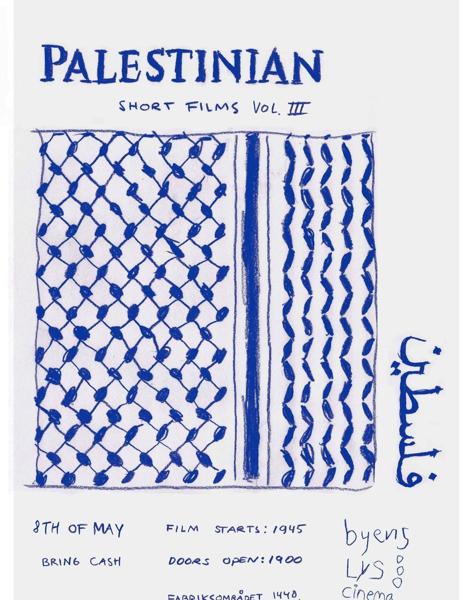 PALESTINIAN
SHORT FILMS VOL. III
فلسطين
8TH OF MAY
BRING CASH
FILM STARTS: 1945
DOORS OPEN: 1900
FABRIKSOMRÅDET 1448.
byens
LYS
cinema